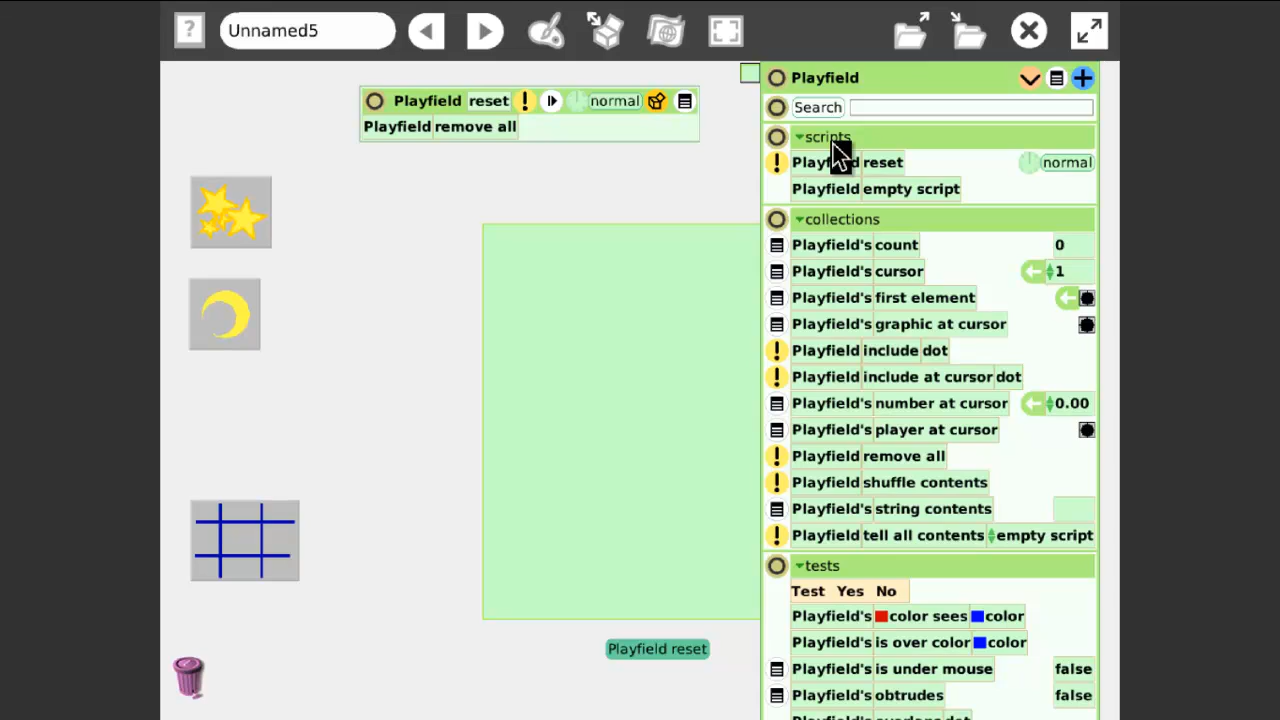 ? Unnamed5
Playfield reset ! normal
Playfield remove all
Playfield reset
Playfield
Search
scripts
! Playfield reset normal
Playfield empty script
collections
Playfield's count 0
Playfield's cursor 1
Playfield's first element
Playfield's graphic at cursor
! Playfield include dot
! Playfield include at cursor dot
Playfield's number at cursor 0.00
Playfield's player at cursor
! Playfield remove all
! Playfield shuffle contents
Playfield's string contents
! Playfield tell all contents empty script
tests
Test Yes No
Playfield's color sees color
Playfield's is over color color
Playfield's is under mouse false
Playfield's obtrudes false